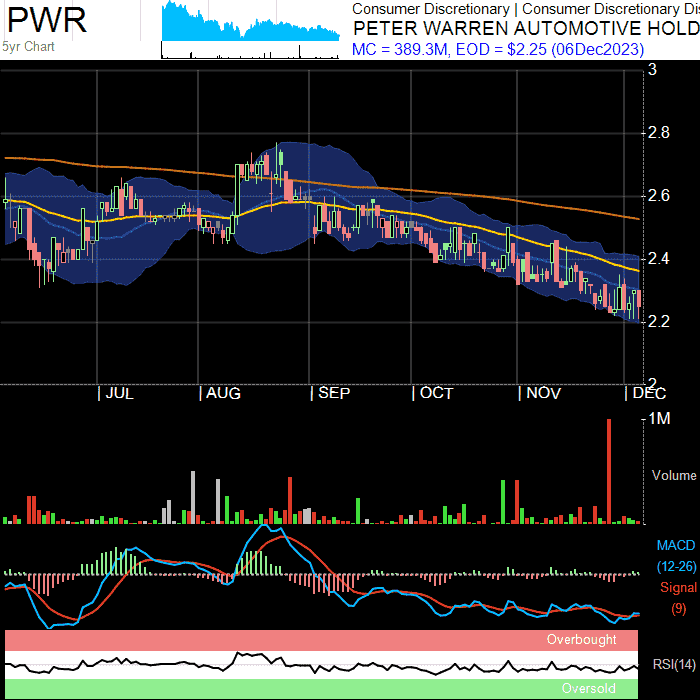 PWR
5yr Chart
Consumer Discretionary | Consumer Discretionary Dis
PETER WARREN AUTOMOTIVE HOLD
MC = 389.3M, EOD = $2.25 (06Dec2023)
3
2.8
2.6
2.4
2.2
2
| JUL | AUG | SEP | OCT | NOV | DEC
1M
Volume
MACD
(12-26)
Signal
(9)
Overbought
RSI(14)
Oversold